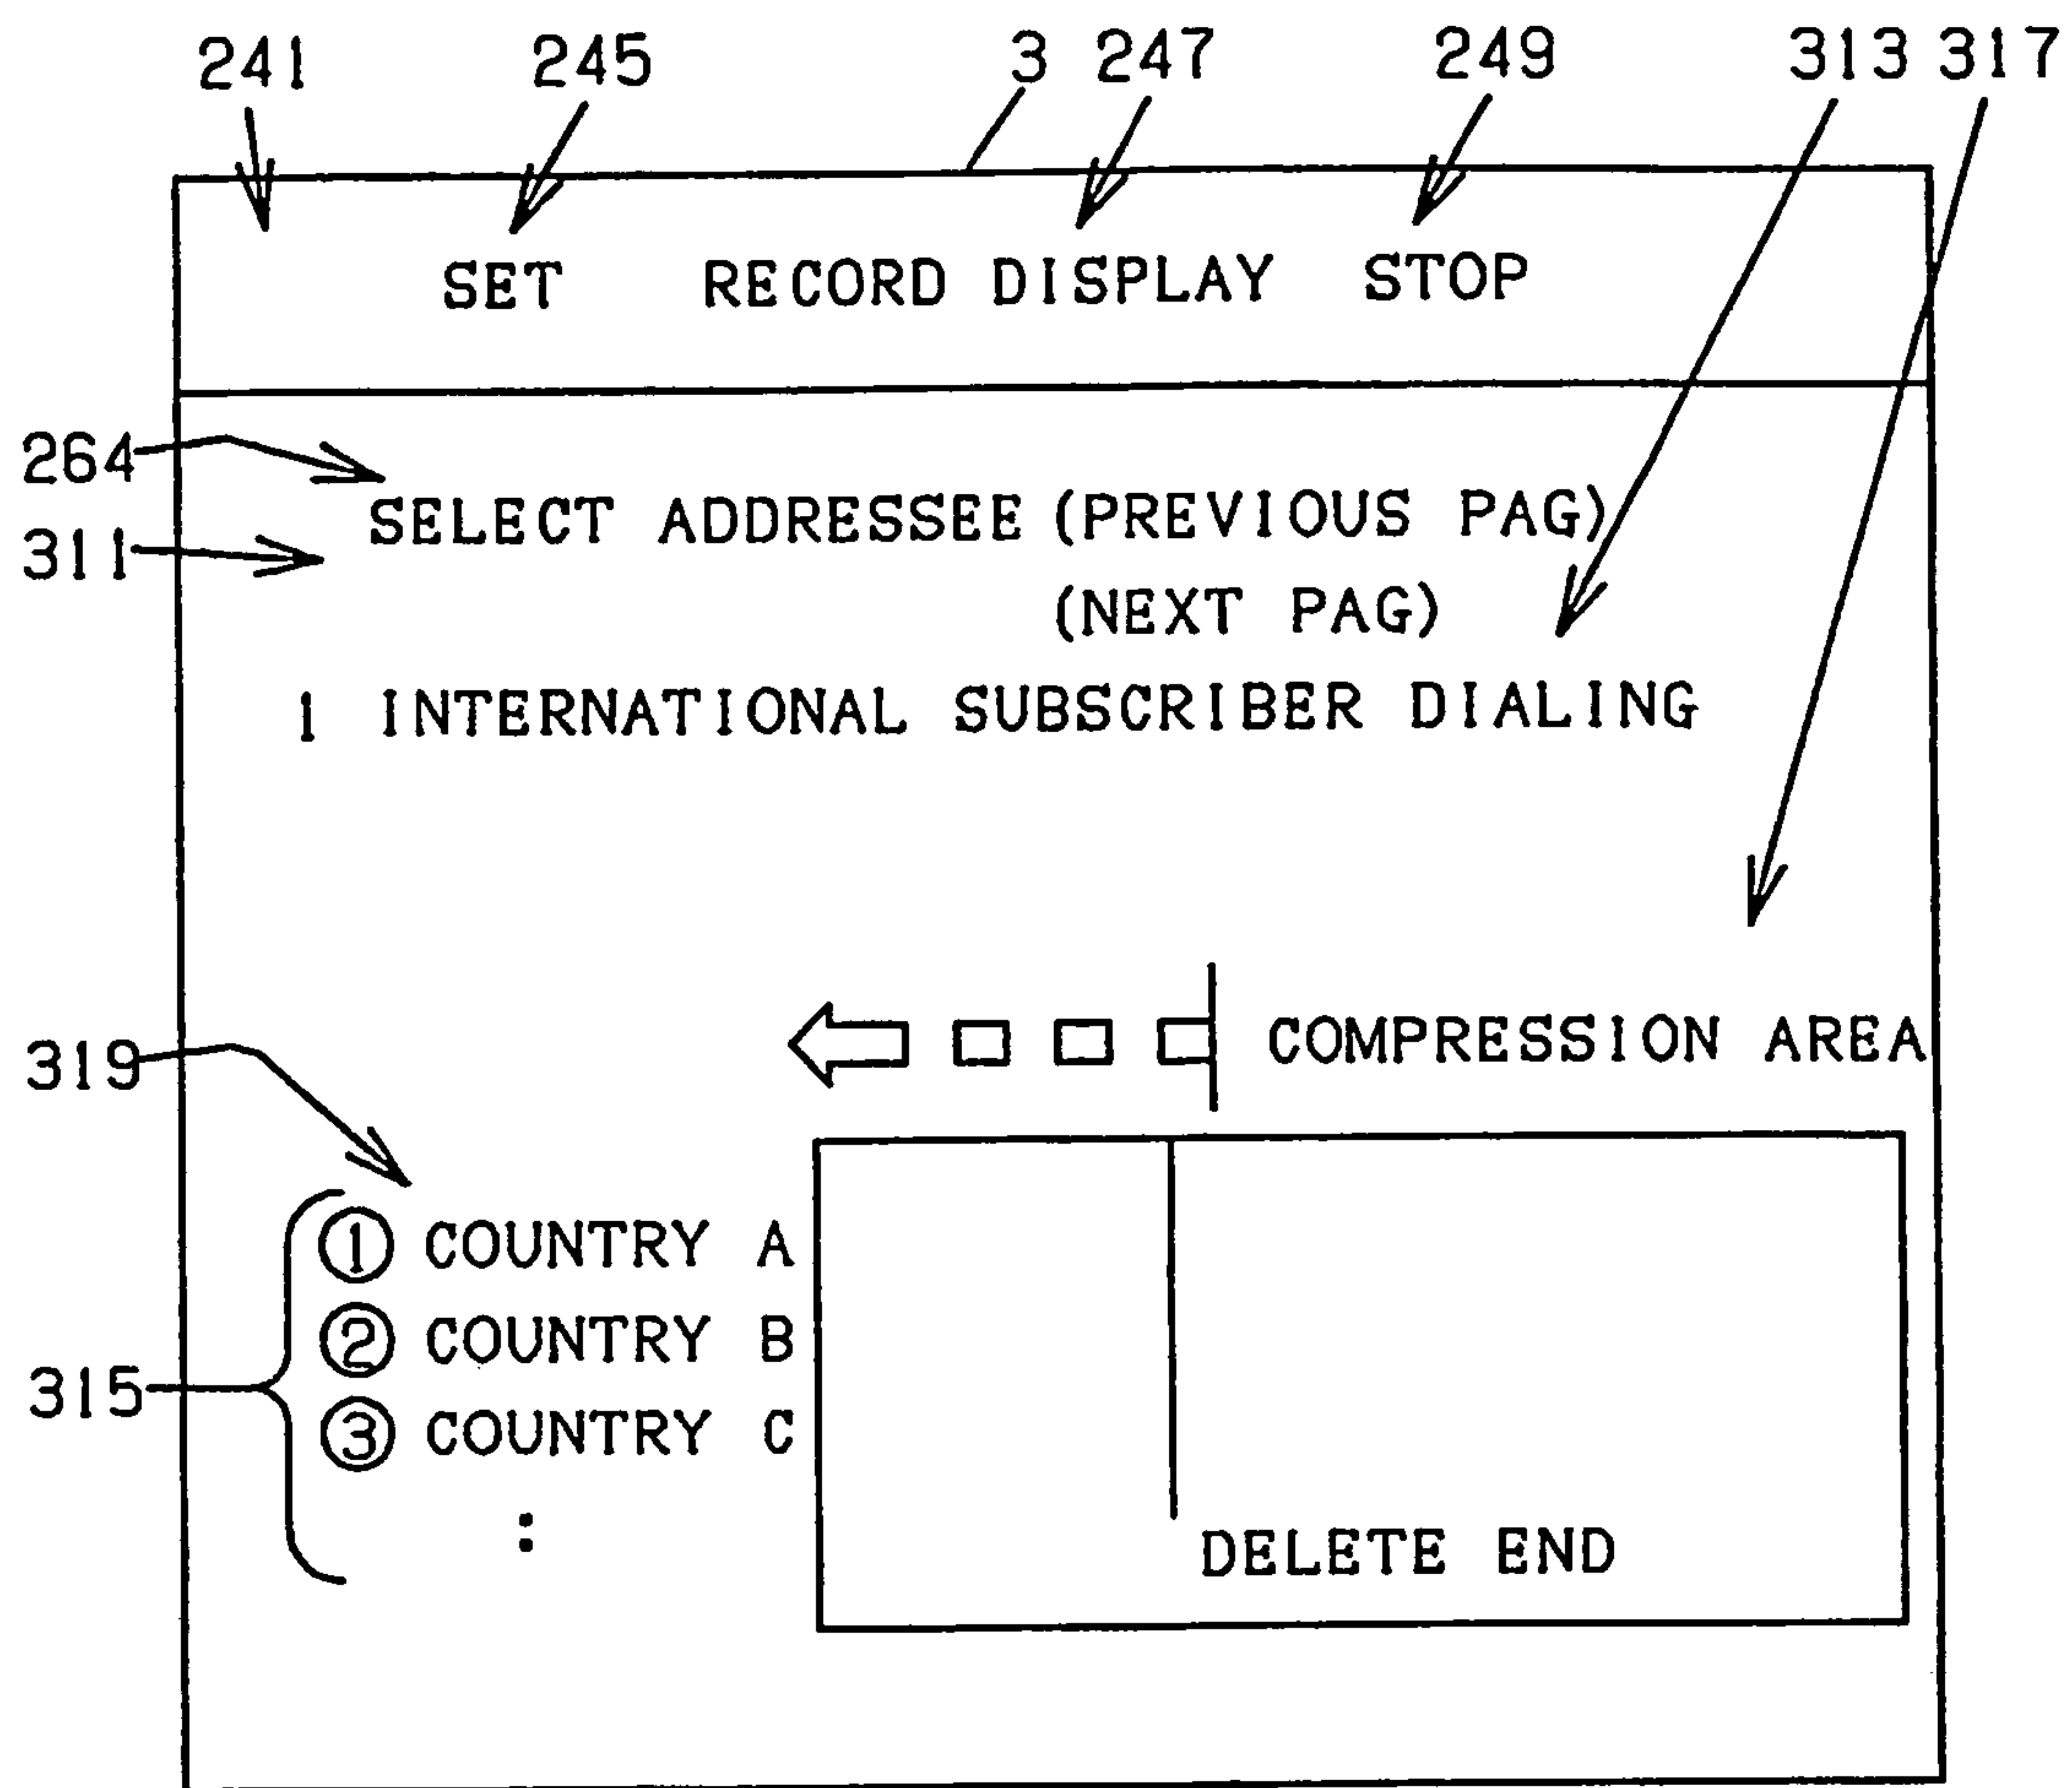 241 245 3 247 249 313 317
SET RECORD DISPLAY STOP
264
SELECT ADDRESSEE (PREVIOUS PAG)
311
(NEXT PAG)
1 INTERNATIONAL SUBSCRIBER DIALING
COMPRESSION AREA
319
① COUNTRY A
② COUNTRY B
315
③ COUNTRY C
:
DELETE END